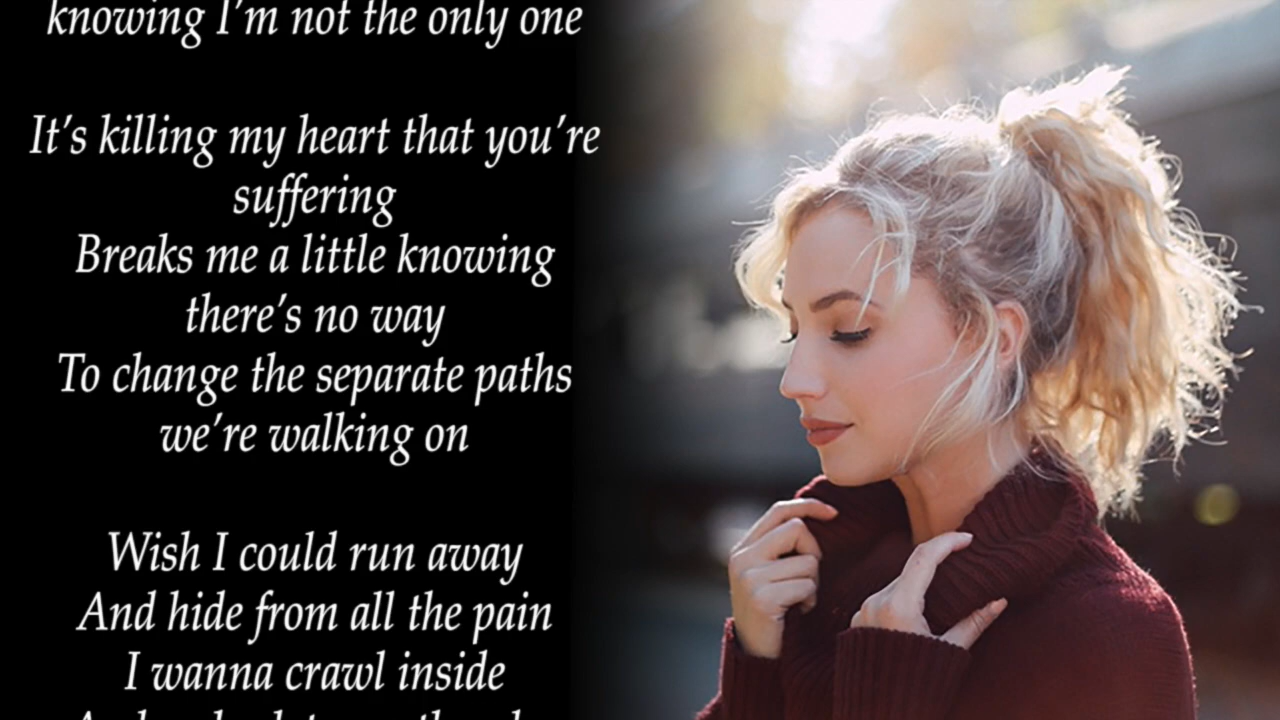 knowing I'm not the only one
It's killing my heart that you're
suffering
Breaks me a little knowing
there's no way
To change the separate paths
we're walking on
Wish I could run away
And hide from all the pain
I wanna crawl inside